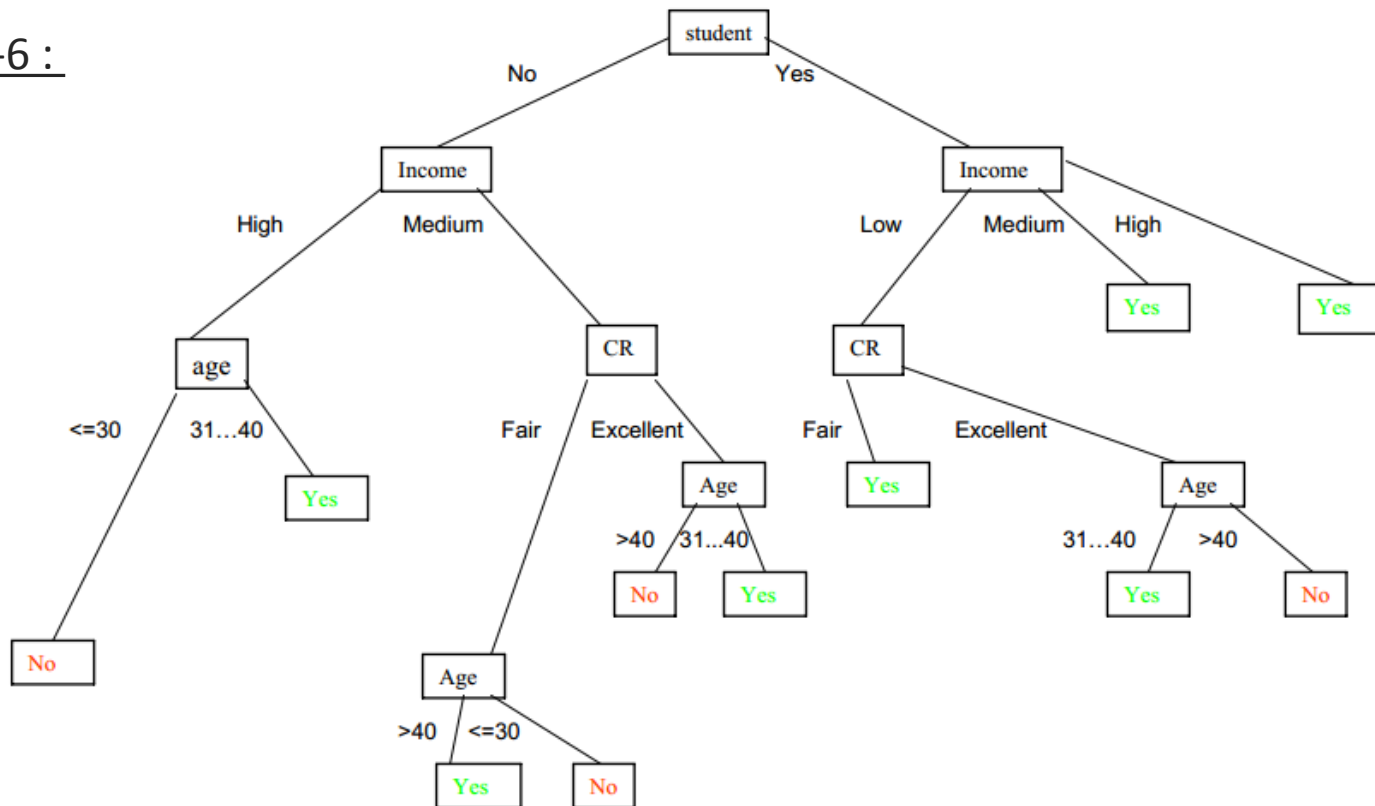 -6 :
student
No
Yes
Income
Income
High
Medium
Low
Medium
High
Yes
Yes
age
CR
CR
<=30
31…40
Fair
Excellent
Fair
Excellent
Yes
Age
Yes
Age
>40
31...40
31…40
>40
No
Yes
Yes
No
No
Age
>40
<=30
Yes
No